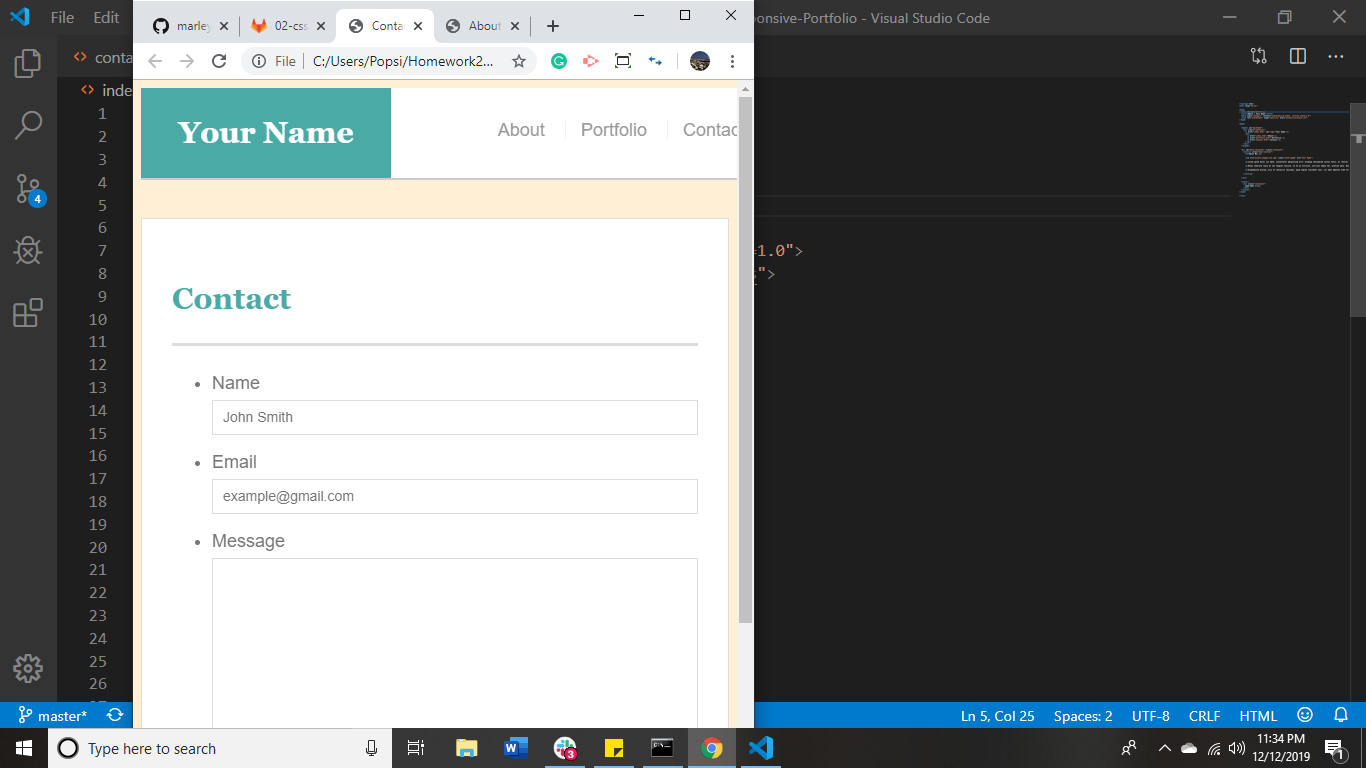 File Edit
ponsive-Portfolio - Visual Studio Code
marley
02-css
Conta
About
File C:/Users/Popsi/Homework2...
conta
inde
Your Name
About Portfolio Contac
Contact
Name
John Smith
Email
example@gmail.com
Message
1
2
3
4
5
6
7
8
9
10
11
12
13
14
15
16
17
18
19
20
21
22
23
24
25
26
=1.0">
">
4
master*
Ln 5, Col 25 Spaces: 2 UTF-8 CRLF HTML
Type here to search
3
11:34 PM
12/12/2019
1